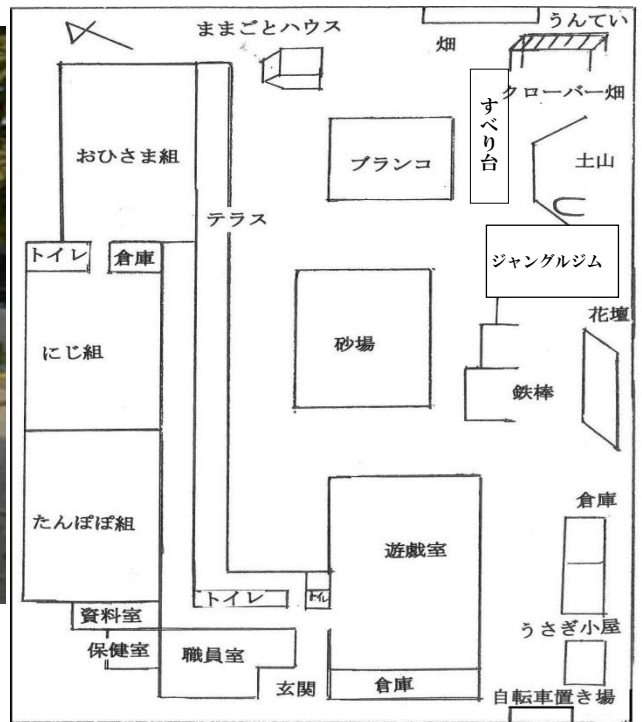 うんてい
ままごとハウス
畑
クローバー畑
すべり台
おひさま組
ブランコ
土山
テラス
トイレ
倉庫
ジャングルジム
花壇
にじ組
砂場
鉄棒
たんぽぽ組
遊戯室
倉庫
トイレ
トイレ
資料室
うさぎ小屋
保健室
職員室
玄関
倉庫
自転車置き場